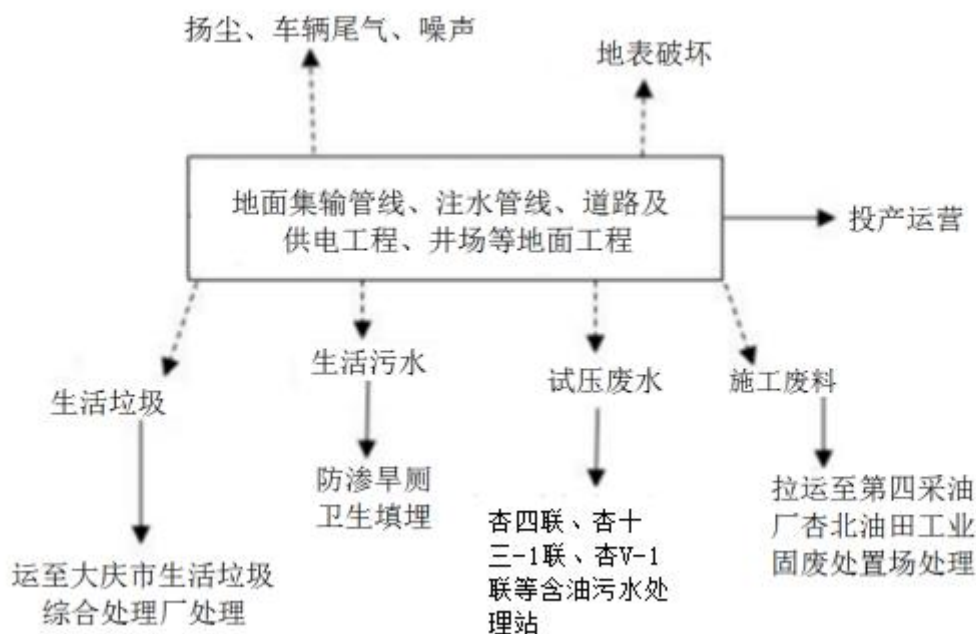 扬尘、车辆尾气、噪声
地表破坏
地面集输管线、注水管线、道路及
供电工程、井场等地面工程
投产运营
生活垃圾
生活污水
试压废水
施工废料
运至大庆市生活垃圾
综合处理厂处理
防渗旱厕
卫生填埋
杏四联、杏十
三-1联、杏V-1
联等含油污水处
理站
拉运至第四采油
厂杏北油田工业
固废处置场处理